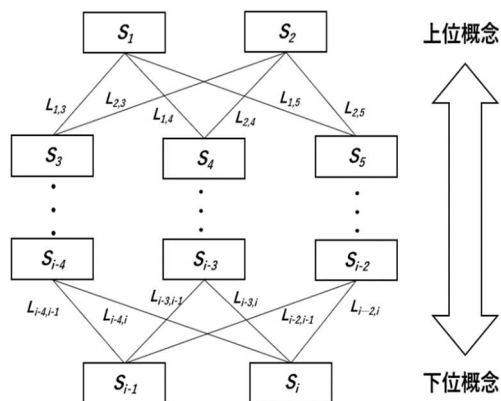 S1 S2 上位概念
L1,3 L2,3 L1,4 L2,4 L1,5 L2,5
S3 S4 S5
Si-4 Si-3 Si-2
Li-4,i-1 Li-4,i Li-3,i-1 Li-3,i Li-2,i-1 Li-2,i
Si-1 Si 下位概念